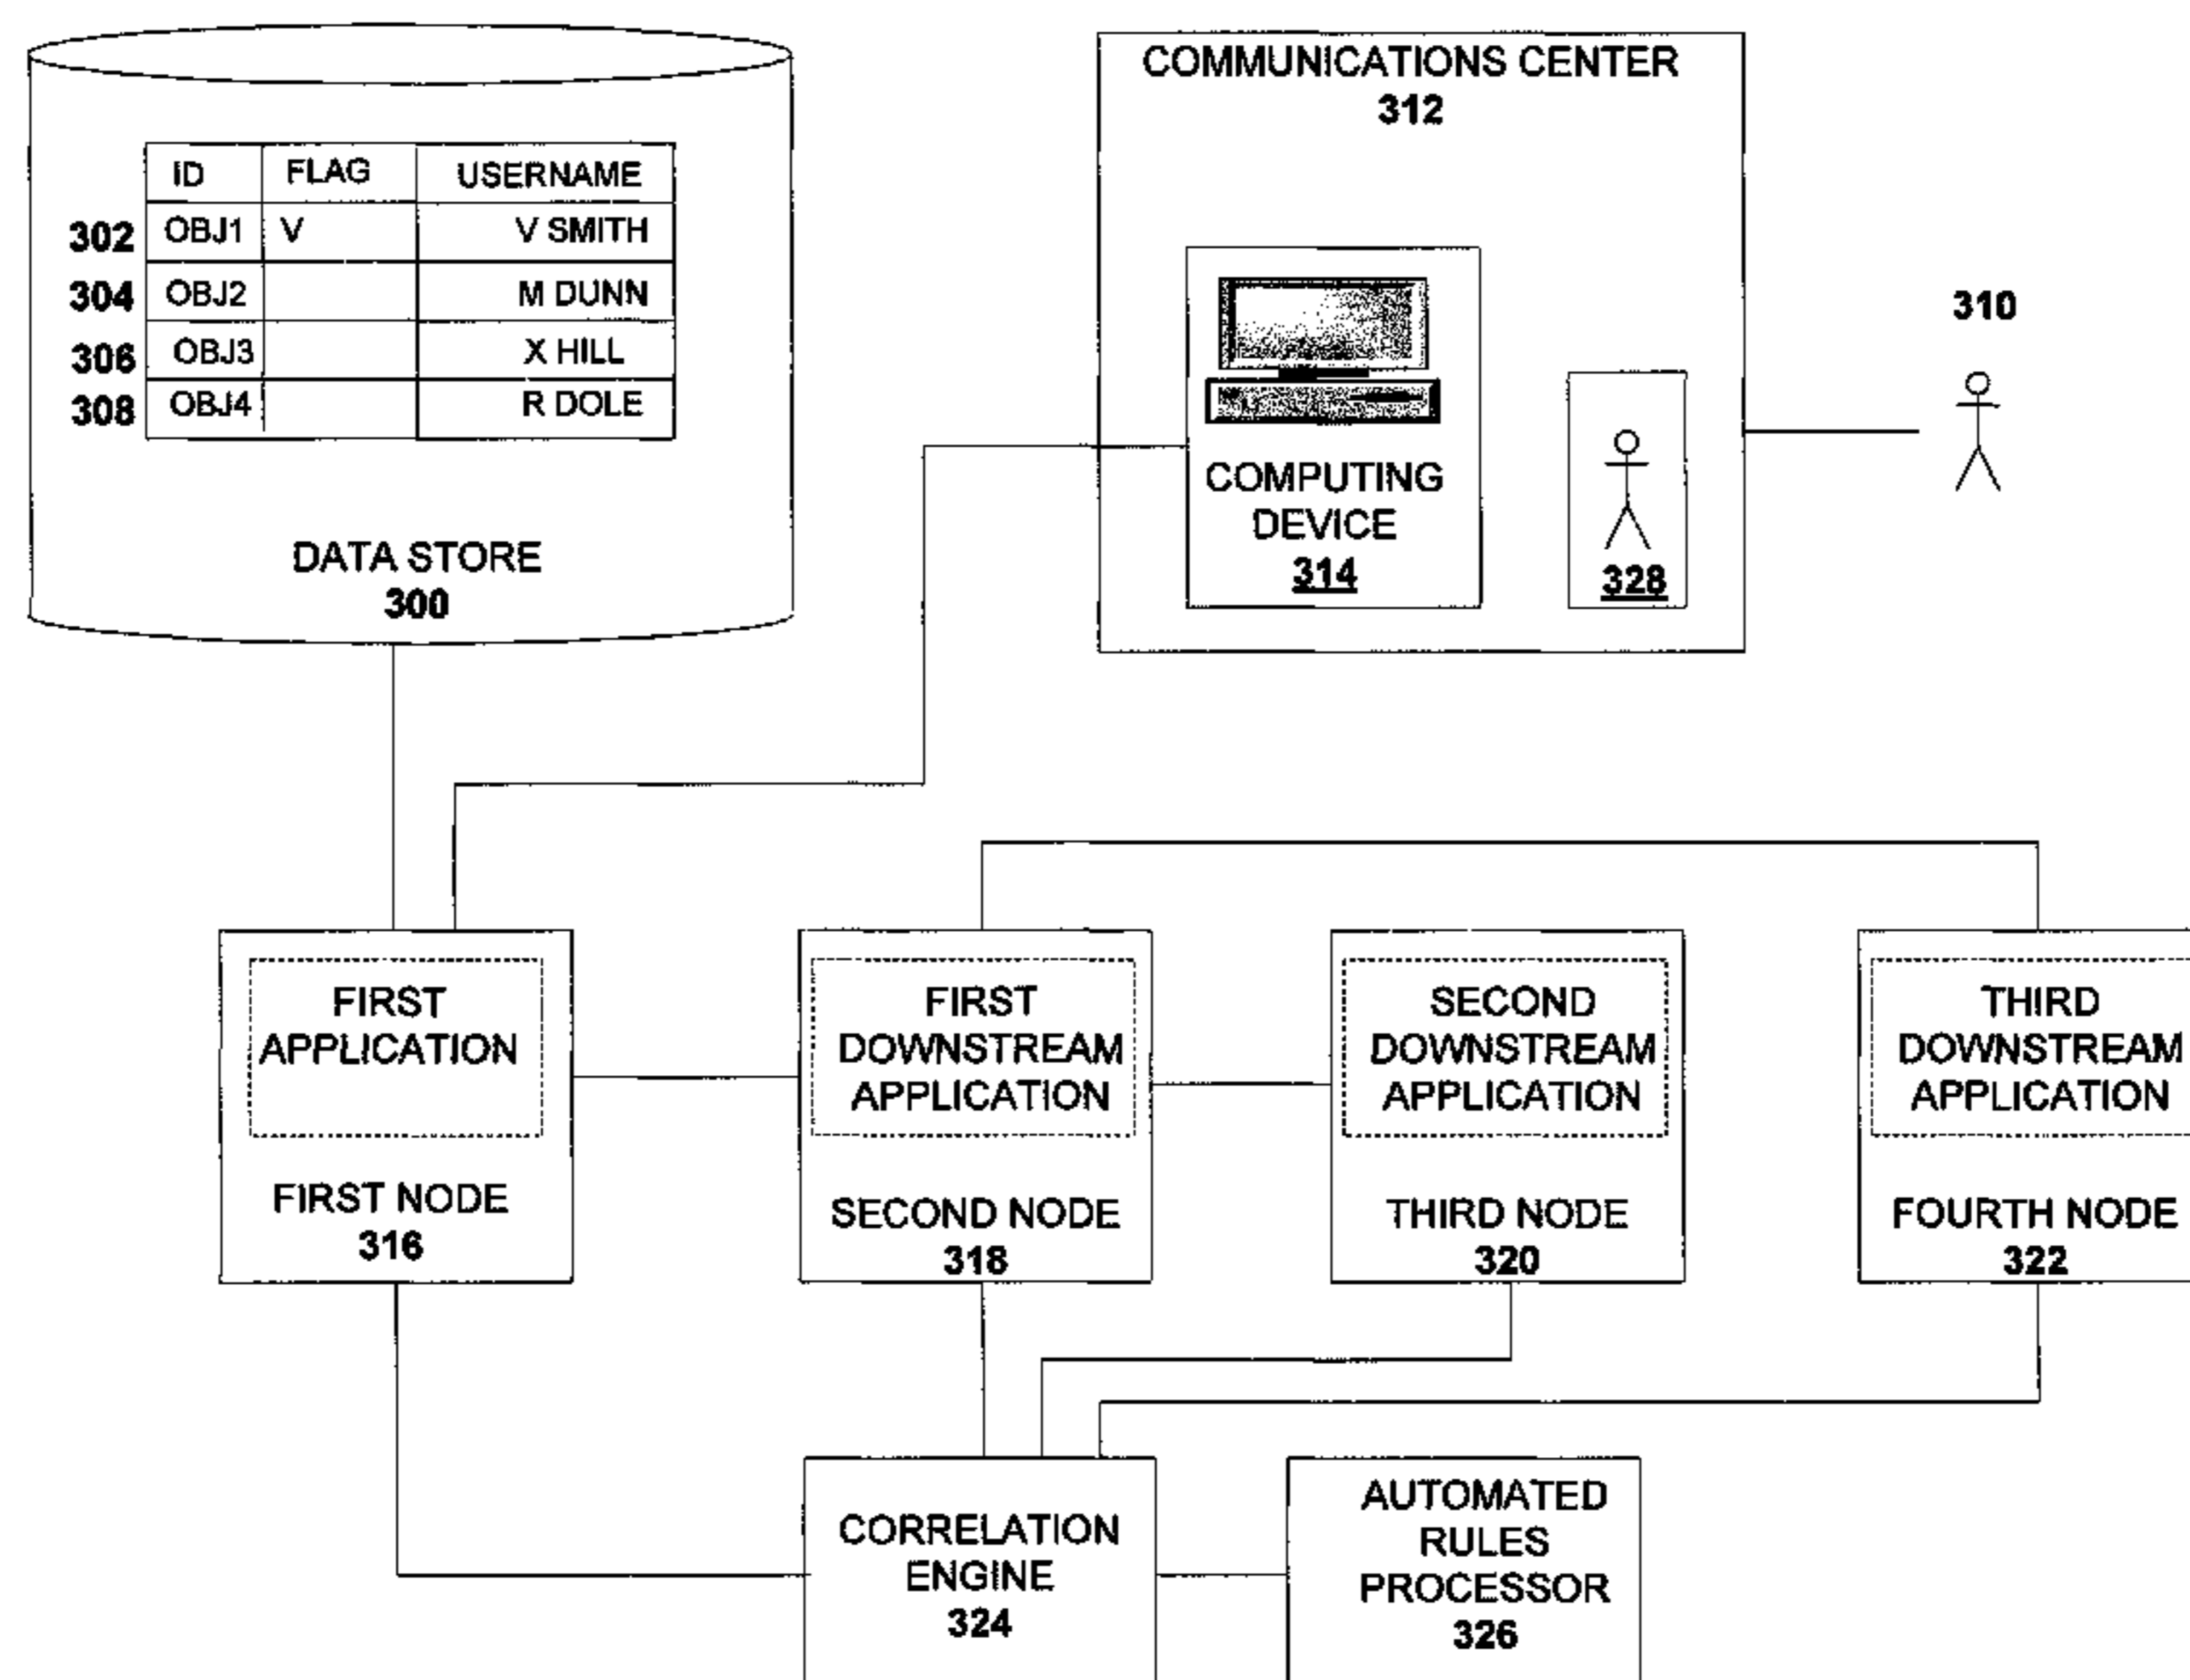 COMMUNICATIONS CENTER
312
ID FLAG USERNAME
302 OBJ1 V V SMITH
304 OBJ2 M DUNN
306 OBJ3 X HILL
308 OBJ4 R DOLE
DATA STORE
300
COMPUTING
DEVICE
314
328
310
FIRST
APPLICATION
FIRST NODE
316
FIRST
DOWNSTREAM
APPLICATION
SECOND NODE
318
SECOND
DOWNSTREAM
APPLICATION
THIRD NODE
320
THIRD
DOWNSTREAM
APPLICATION
FOURTH NODE
322
CORRELATION
ENGINE
324
AUTOMATED
RULES
PROCESSOR
326